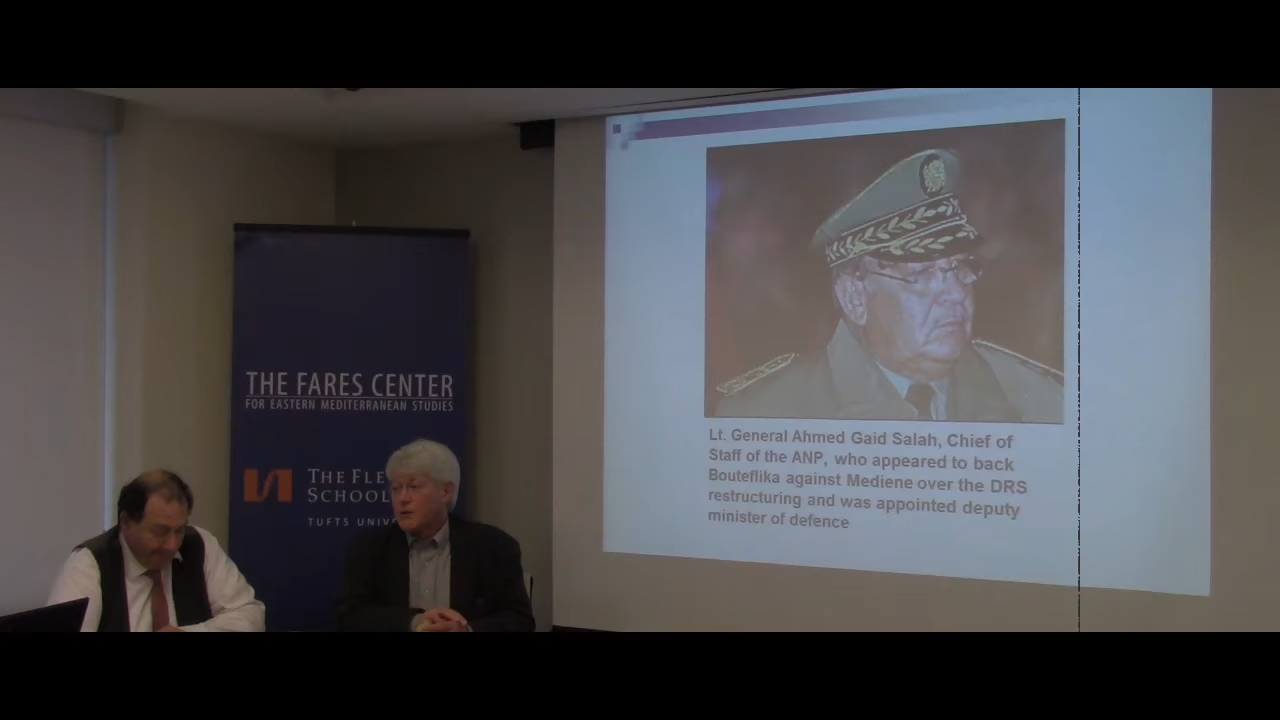 THE FARES CENTER
FOR EASTERN MEDITERRANEAN STUDIES
THE
SCHOOL
TUFTS
Lt. General Ahmed Gaid Salah, Chief of
Staff of the ANP, who appeared to back
Bouteflika against Mediene over the DRS
restructuring and was appointed deputy
minister of defence